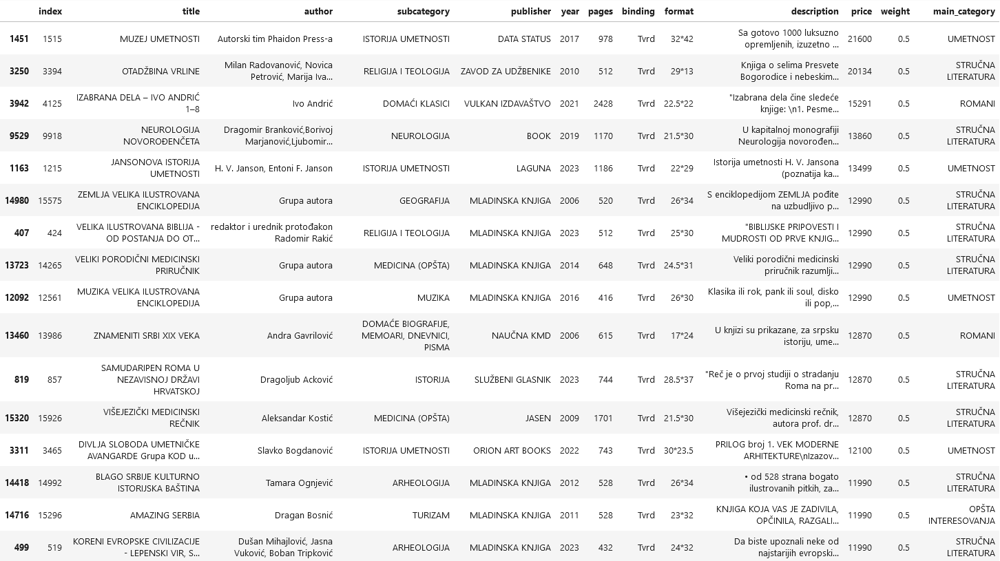 index title author subcategory publisher year pages binding format description price weight main_category
1451 1515 MUZEJ UMETNOSTI Autorski tim Phaidon Press-a ISTORIJA UMETNOSTI DATA STATUS 2017 978 Tvrd 32*42 Sa gotovo 1000 luksuzno opremljenih, izuzetno ... 21600 0.5 UMETNOST
3250 3394 OTADŽBINA VRLINE Milan Radovanović, Novica Petrović, Marija Iva... RELIGIJA I TEOLOGIJA ZAVOD ZA UDŽBENIKE 2010 512 Tvrd 29*13 Knjiga o selima Presvete Bogorodice i nebeskim... 20134 0.5 STRUČNA LITERATURA
3942 4125 IZABRANA DELA – IVO ANDRIĆ 1–8 Ivo Andrić DOMAĆI KLASICI VULKAN IZDAVAŠTVO 2021 2428 Tvrd 22.5*22 "Izabrana dela čine sledeće knjige: \n1. Pesme... 15291 0.5 ROMANI
9529 9918 NEUROLOGIJA NOVOROĐENČETA Dragomir Branković,Borivoj Marjanović,Ljubomir... NEUROLOGIJA BOOK 2019 1170 Tvrd 21.5*30 U kapitalnoj monografiji Neurologija novorođen... 13860 0.5 STRUČNA LITERATURA
1163 1215 JANSONOVA ISTORIJA UMETNOSTI H. V. Janson, Entoni F. Janson ISTORIJA UMETNOSTI LAGUNA 2023 1186 Tvrd 22*29 Istorija umetnosti H. V. Jansona (poznatija ka... 13499 0.5 UMETNOST
14980 15575 ZEMLJA VELIKA ILUSTROVANA ENCIKLOPEDIJA Grupa autora GEOGRAFIJA MLADINSKA KNJIGA 2006 520 Tvrd 26*34 S enciklopedijom ZEMLJA pođite na uzbudljivo p... 12990 0.5 STRUČNA LITERATURA
407 424 VELIKA ILUSTROVANA BIBLIJA - OD POSTANJA DO OT... redaktor i urednik protođakon Radomir Rakić RELIGIJA I TEOLOGIJA MLADINSKA KNJIGA 2023 512 Tvrd 25*30 "BIBLIJSKE PRIPOVESTI I MUDROSTI OD PRVE KNJIG... 12990 0.5 STRUČNA LITERATURA
13723 14265 VELIKI PORODIČNI MEDICINSKI PRIRUČNIK Grupa autora MEDICINA (OPŠTA) MLADINSKA KNJIGA 2014 648 Tvrd 24.5*31 Veliki porodični medicinski priručnik razumlji... 12990 0.5 STRUČNA LITERATURA
12092 12561 MUZIKA VELIKA ILUSTROVANA ENCIKLOPEDIJA Grupa autora MUZIKA MLADINSKA KNJIGA 2016 416 Tvrd 26*30 Klasika ili rok, pank ili soul, disko ili pop,... 12990 0.5 UMETNOST
13460 13986 ZNAMENITI SRBI XIX VEKA Andra Gavrilović DOMAĆE BIOGRAFIJE, MEMOARI, DNEVNICI, PISMA NAUČNA KMD 2006 615 Tvrd 17*24 U knjizi su prikazane, za srpsku istoriju, ume... 12870 0.5 ROMANI
819 857 SAMUDARIPEN ROMA U NEZAVISNOJ DRŽAVI HRVATSKOJ Dragoljub Acković ISTORIJA SLUŽBENI GLASNIK 2023 744 Tvrd 28.5*37 "Reč je o prvoj studiji o stradanju Roma na pr... 12870 0.5 STRUČNA LITERATURA
15320 15926 VIŠEJEZIČKI MEDICINSKI REČNIK Aleksandar Kostić MEDICINA (OPŠTA) JASEN 2009 1701 Tvrd 21.5*30 Višejezički medicinski rečnik, autora prof. dr... 12870 0.5 STRUČNA LITERATURA
3311 3465 DIVLJA SLOBODA UMETNIČKE AVANGARDE Grupa KOD u... Slavko Bogdanović ISTORIJA UMETNOSTI ORION ART BOOKS 2022 743 Tvrd 30*23.5 PRILOG broj 1. VEK MODERNE ARHITEKTURE\nIzazov... 12100 0.5 UMETNOST
14418 14992 BLAGO SRBIJE KULTURNO ISTORIJSKA BAŠTINA Tamara Ognjević ARHEOLOGIJA MLADINSKA KNJIGA 2012 528 Tvrd 26*34 • od 528 strana bogato ilustrovanih pitkih, za... 11990 0.5 STRUČNA LITERATURA
14716 15296 AMAZING SERBIA Dragan Bosnić TURIZAM MLADINSKA KNJIGA 2011 528 Tvrd 23*32 KNJIGA KOJA VAS JE ZADIVILA, OPČINILA, RAZGALI... 11990 0.5 OPŠTA INTERESOVANJA
499 519 KORENI EVROPSKE CIVILIZACIJE - LEPENSKI VIR, S... Dušan Mihajlović, Jasna Vuković, Boban Tripković ARHEOLOGIJA MLADINSKA KNJIGA 2023 432 Tvrd 24*32 Da biste upoznali neke od najstarijih evropski... 11990 0.5 STRUČNA LITERATURA